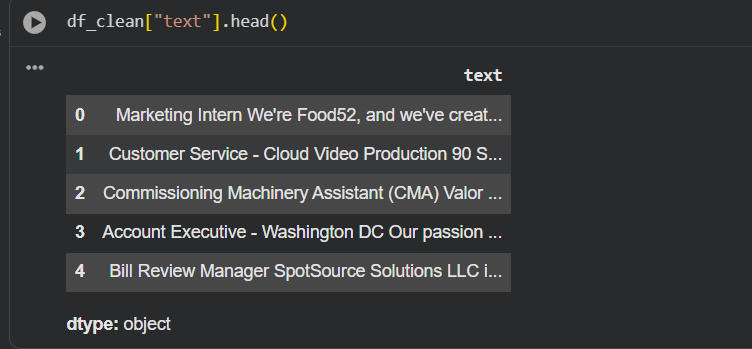 df_clean["text"].head()
...
text
0 Marketing Intern We're Food52, and we've creat...
1 Customer Service - Cloud Video Production 90 S...
2 Commissioning Machinery Assistant (CMA) Valor ...
3 Account Executive - Washington DC Our passion ...
4 Bill Review Manager SpotSource Solutions LLC i...
dtype: object